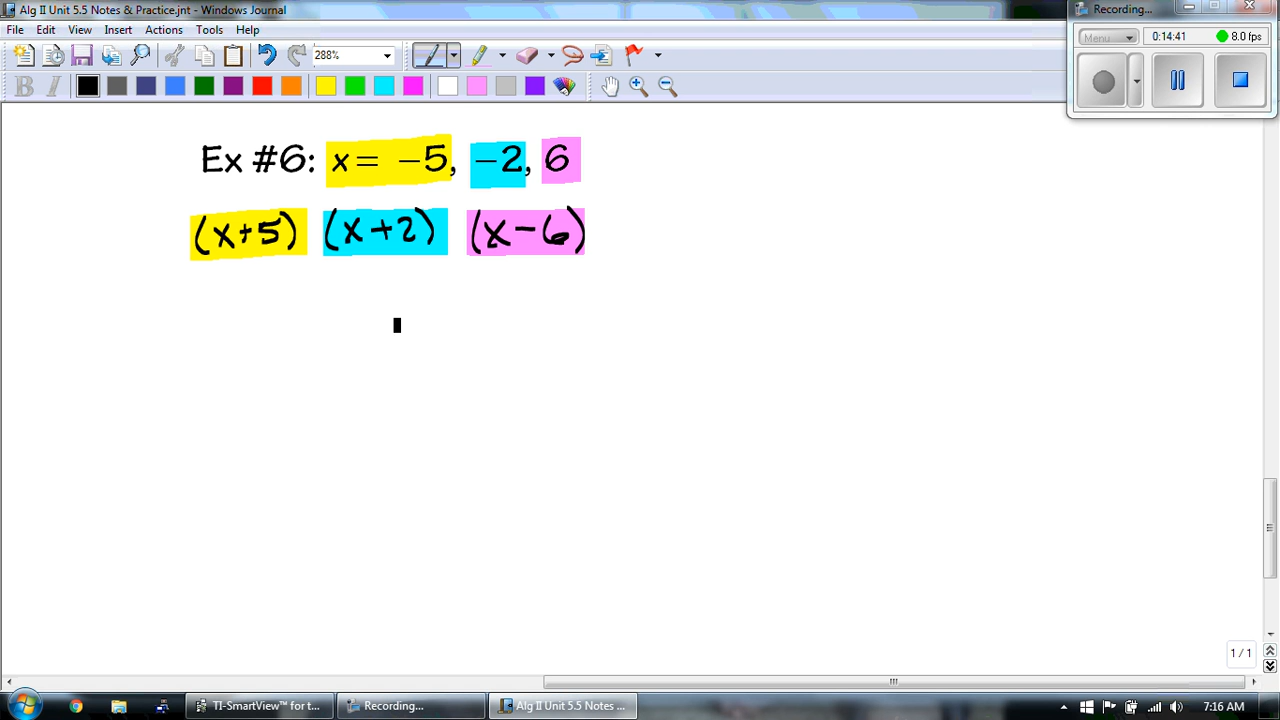 Alg II Unit 5.5 Notes & Practice.jnt - Windows Journal
Recording...
File Edit View Insert Actions Tools Help
Menu 0:14:41 8.0 fps
288%
B I
Ex #6: x = -5, -2, 6
(x+5) (x+2) (x-6)
1 / 1
TI-SmartView™ for t... Recording... Alg II Unit 5.5 Notes ... 7:16 AM